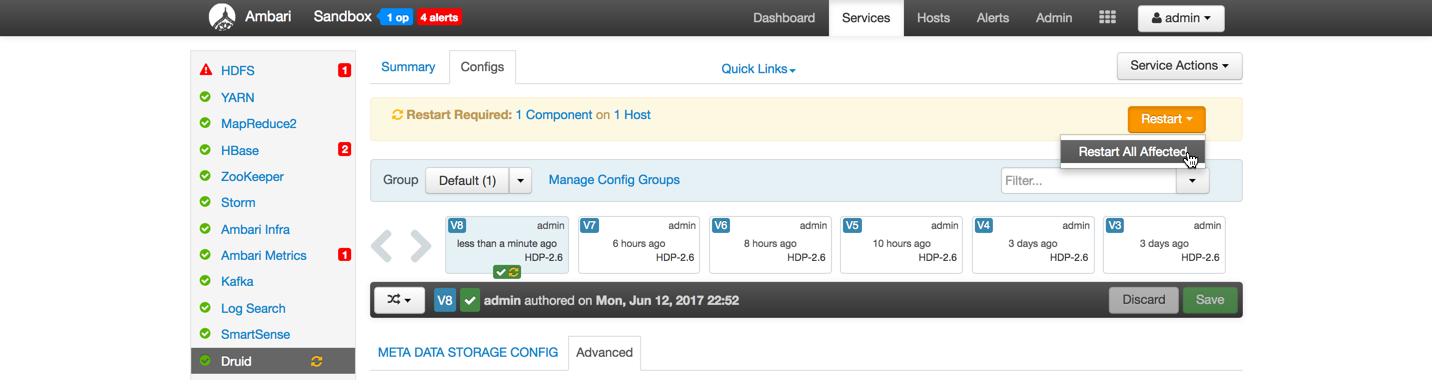 Ambari Sandbox 1 op 4 alerts Dashboard Services Hosts Alerts Admin admin
HDFS 1
YARN
MapReduce2
HBase 2
ZooKeeper
Storm
Ambari Infra
Ambari Metrics 1
Kafka
Log Search
SmartSense
Druid
Summary Configs Quick Links Service Actions
Restart Required: 1 Component on 1 Host Restart
Restart All Affected
Group Default (1) Manage Config Groups Filter...
V8 admin
less than a minute ago
HDP-2.6
V7 admin
6 hours ago
HDP-2.6
V6 admin
8 hours ago
HDP-2.6
V5 admin
10 hours ago
HDP-2.6
V4 admin
3 days ago
HDP-2.6
V3 admin
3 days ago
HDP-2.6
V8 admin authored on Mon, Jun 12, 2017 22:52 Discard Save
META DATA STORAGE CONFIG Advanced